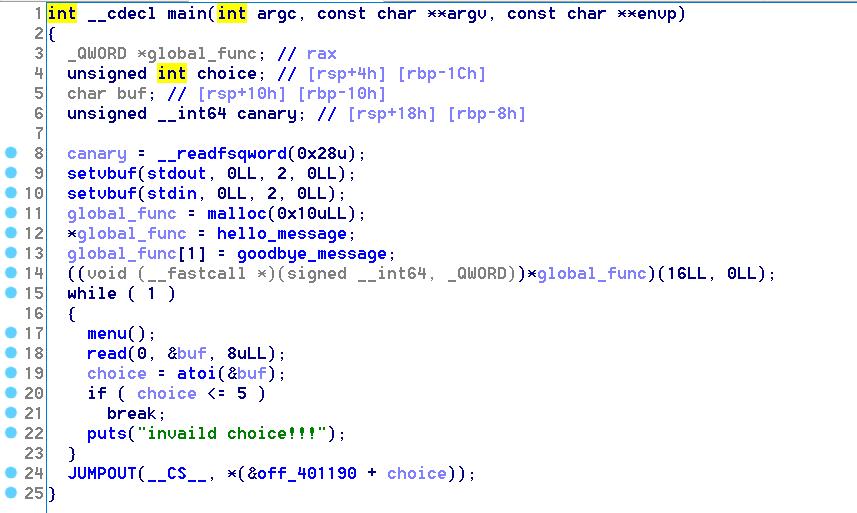 1 int __cdecl main(int argc, const char **argv, const char **envp)
2 {
3 _QWORD *global_func; // rax
4 unsigned int choice; // [rsp+4h] [rbp-1Ch]
5 char buf; // [rsp+10h] [rbp-10h]
6 unsigned __int64 canary; // [rsp+18h] [rbp-8h]
7
8 canary = __readfsqword(0x28u);
9 setvbuf(stdout, 0LL, 2, 0LL);
10 setvbuf(stdin, 0LL, 2, 0LL);
11 global_func = malloc(0x10uLL);
12 *global_func = hello_message;
13 global_func[1] = goodbye_message;
14 ((void (__fastcall *)(signed __int64, _QWORD))*global_func)(16LL, 0LL);
15 while ( 1 )
16 {
17 menu();
18 read(0, &buf, 8uLL);
19 choice = atoi(&buf);
20 if ( choice <= 5 )
21 break;
22 puts("invaild choice!!!");
23 }
24 JUMPOUT(__CS__, *(&off_401190 + choice));
25 }